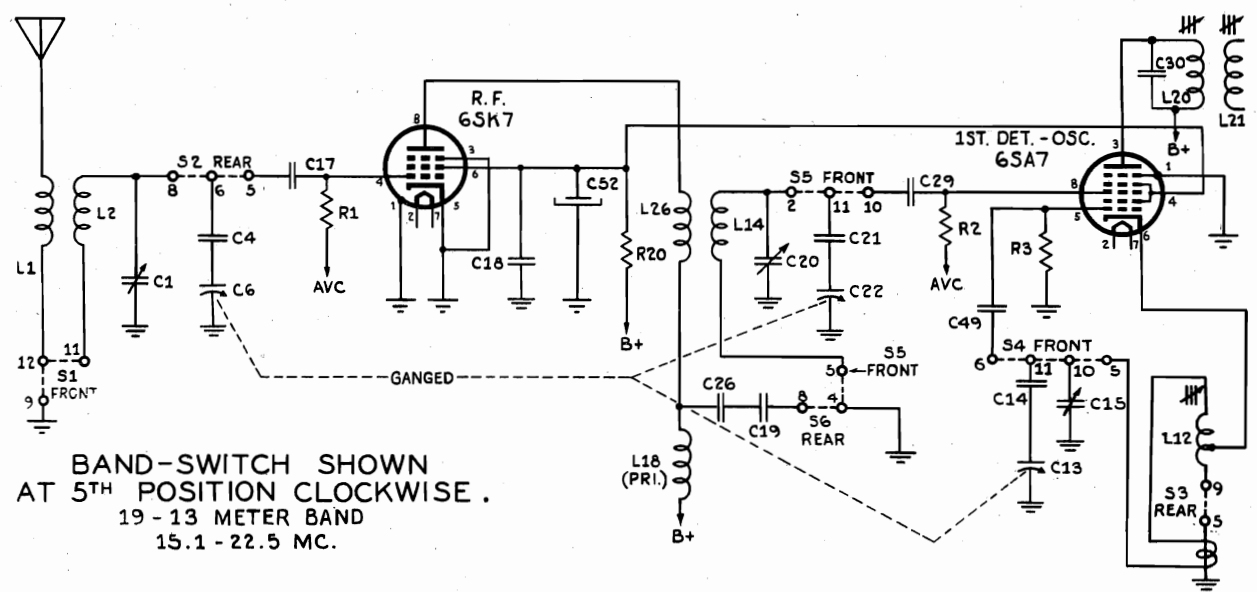 R.F.
6SK7
8
3
6
4
1
2
7
5
1ST. DET.-OSC.
6SA7
3
1
8
4
5
2
7
6
C30
L20
L21
B+
S2 REAR
8
6
5
C17
L1
L2
R1
AVC
C1
C4
C6
C18
C52
R20
B+
L26
L14
S5 FRONT
2
11
10
C29
C20
C21
C22
R2
AVC
R3
C49
12
11
S1
FRONT
9
GANGED
5
S5
FRONT
C26
C19
8
4
S6
REAR
L18
(PRI.)
B+
S4 FRONT
6
11
10
5
C14
C15
C13
L12
9
S3
REAR
5
BAND-SWITCH SHOWN
AT 5TH POSITION CLOCKWISE.
19-13 METER BAND
15.1-22.5 MC.